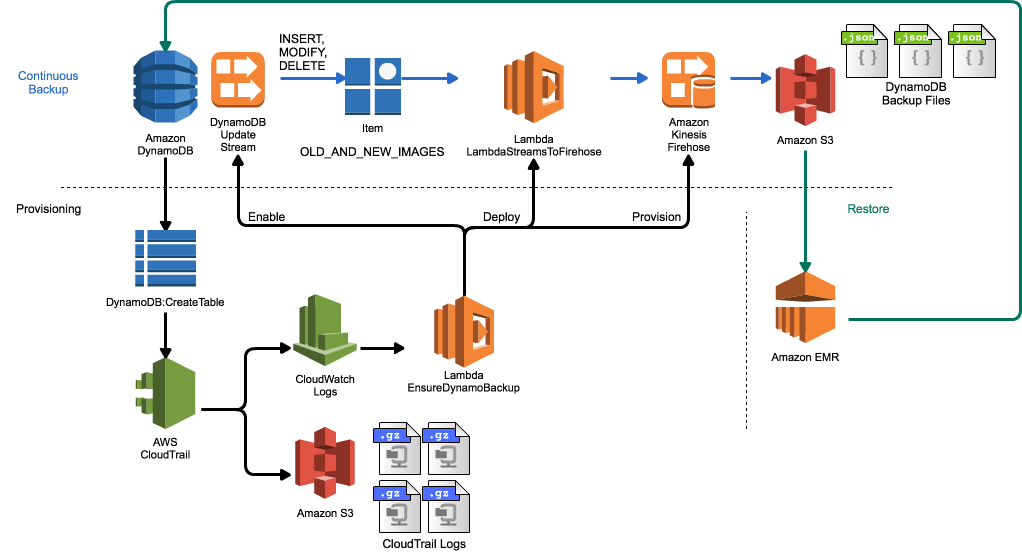 INSERT,
MODIFY,
DELETE
.json
.json
.json
{ }
{ }
{ }
Continuous
Backup
DynamoDB
Backup Files
Amazon
DynamoDB
DynamoDB
Update
Stream
Item
OLD_AND_NEW_IMAGES
Lambda
LambdaStreamsToFirehose
Amazon
Kinesis
Firehose
Amazon S3
Provisioning
Enable
Deploy
Provision
Restore
DynamoDB:CreateTable
CloudWatch
Logs
Lambda
EnsureDynamoBackup
Amazon EMR
AWS
CloudTrail
.gz
.gz
.gz
.gz
Amazon S3
CloudTrail Logs